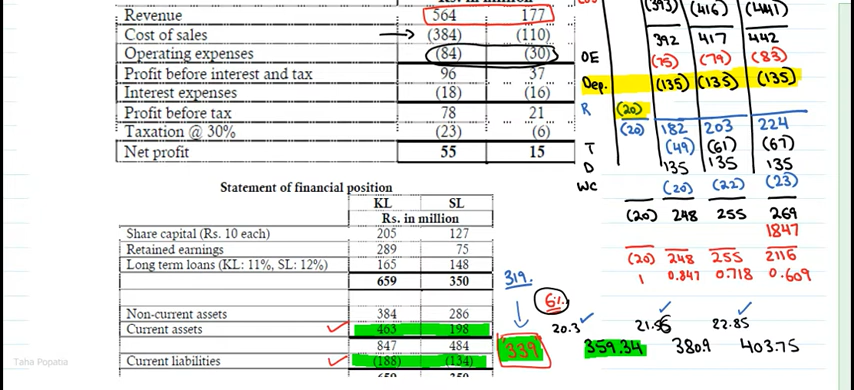 Revenue 564 177
Cost of sales (384) (110)
Operating expenses (84) (30)
Profit before interest and tax 96 37
Interest expenses (18) (16)
Profit before tax 78 21
Taxation @ 30% (23) (6)
Net profit 55 15
Statement of financial position
KL SL
Rs. in million
Share capital (Rs. 10 each) 205 127
Retained earnings 289 75
Long term loans (KL: 11%, SL: 12%) 165 148
659 350
Non-current assets 384 286
Current assets 463 198
847 484
Current liabilities (188) (134)
(393) (416) (441)
392 417 442
OE (75) (79) (83)
Dep. (135) (135) (135)
R (20)
(20) 182 203 224
T (49) (61) (67)
D 135 135 135
WC (20) (22) (23)
(20) 248 255 269
1847
(20) 248 255 2116
1 0.847 0.718 0.609
319.
6%
20.3 21.56 22.85
339 359.34 380.9 403.75
Taha Popatia